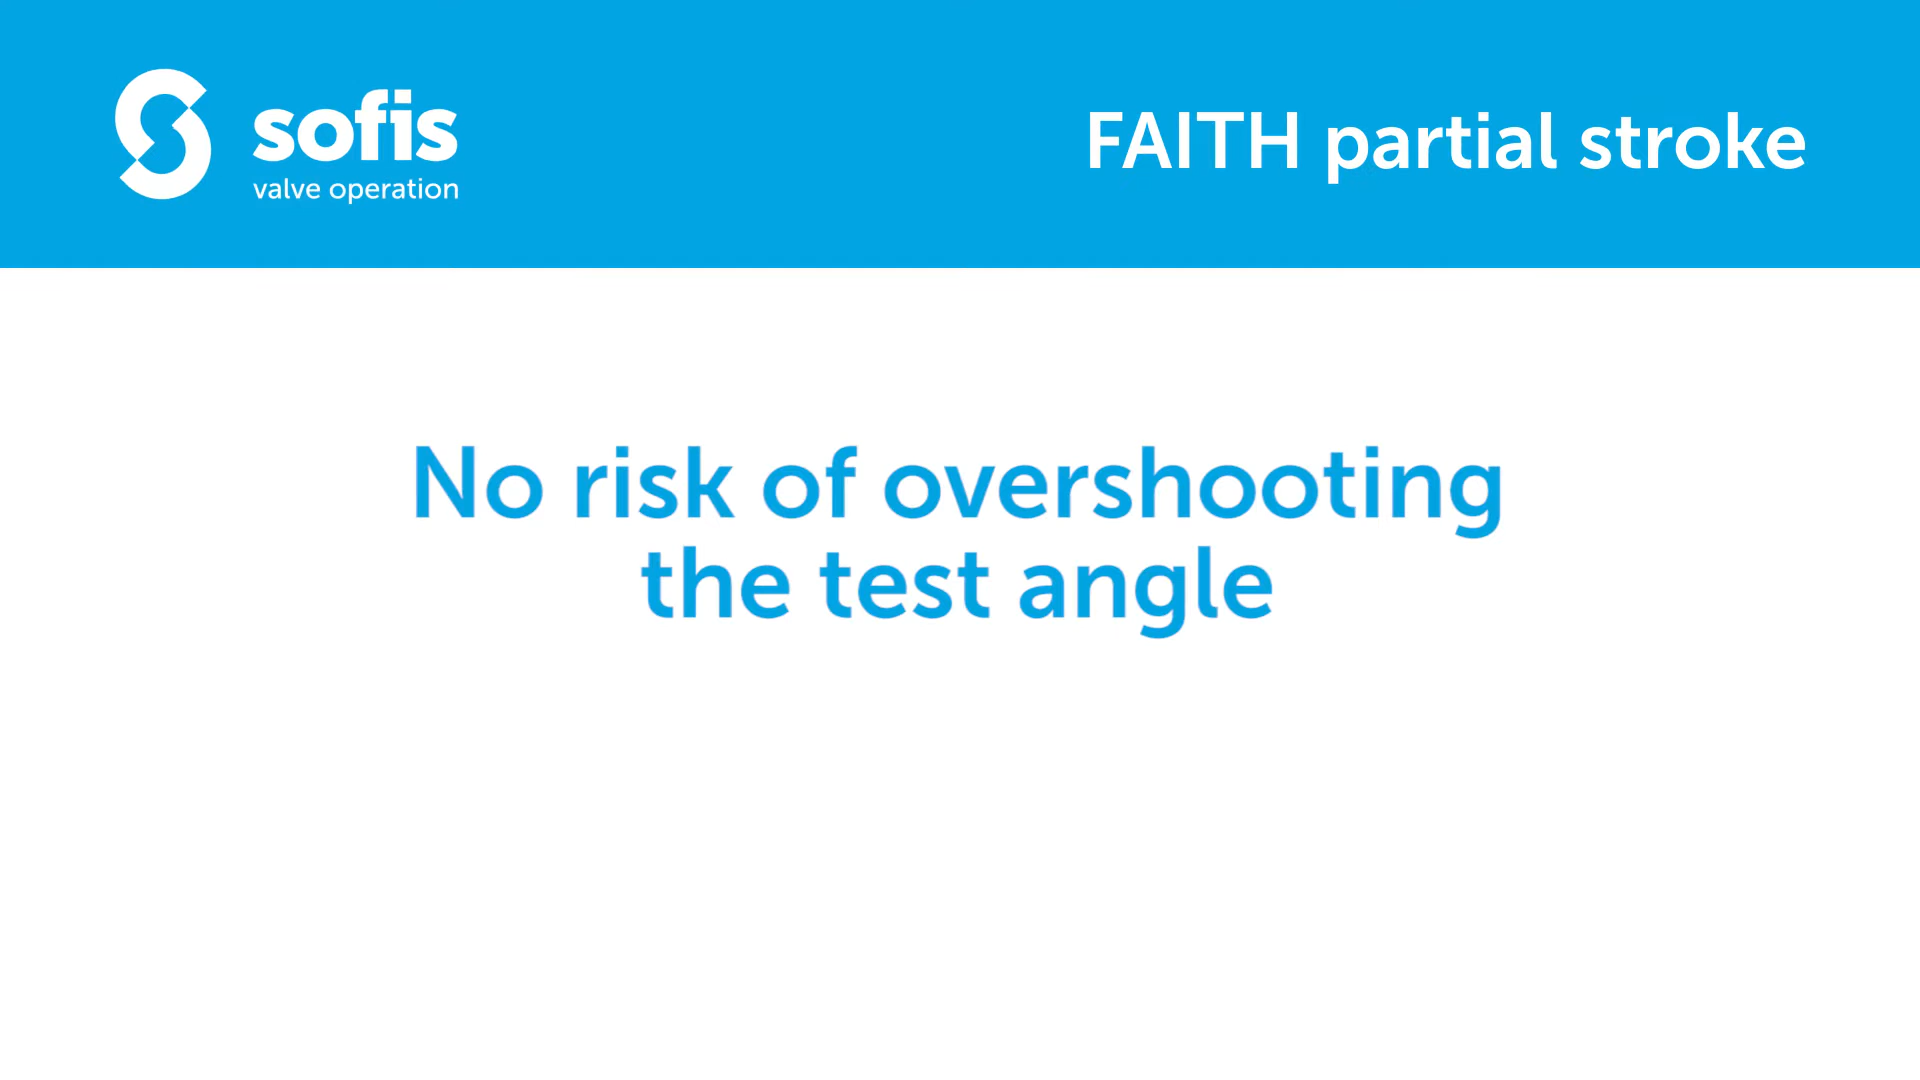 sofis
valve operation
FAITH partial stroke
No risk of overshooting
the test angle